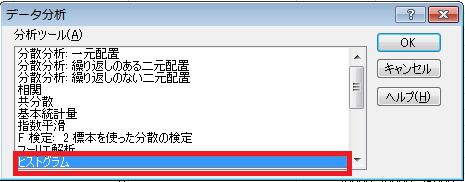 データ分析
分析ツール(A)
分散分析: 一元配置
分散分析: 繰り返しのある二元配置
分散分析: 繰り返しのない二元配置
相関
共分散
基本統計量
指数平滑
F 検定: 2 標本を使った分散の検定
フーリエ解析
ヒストグラム
OK
キャンセル
ヘルプ(H)